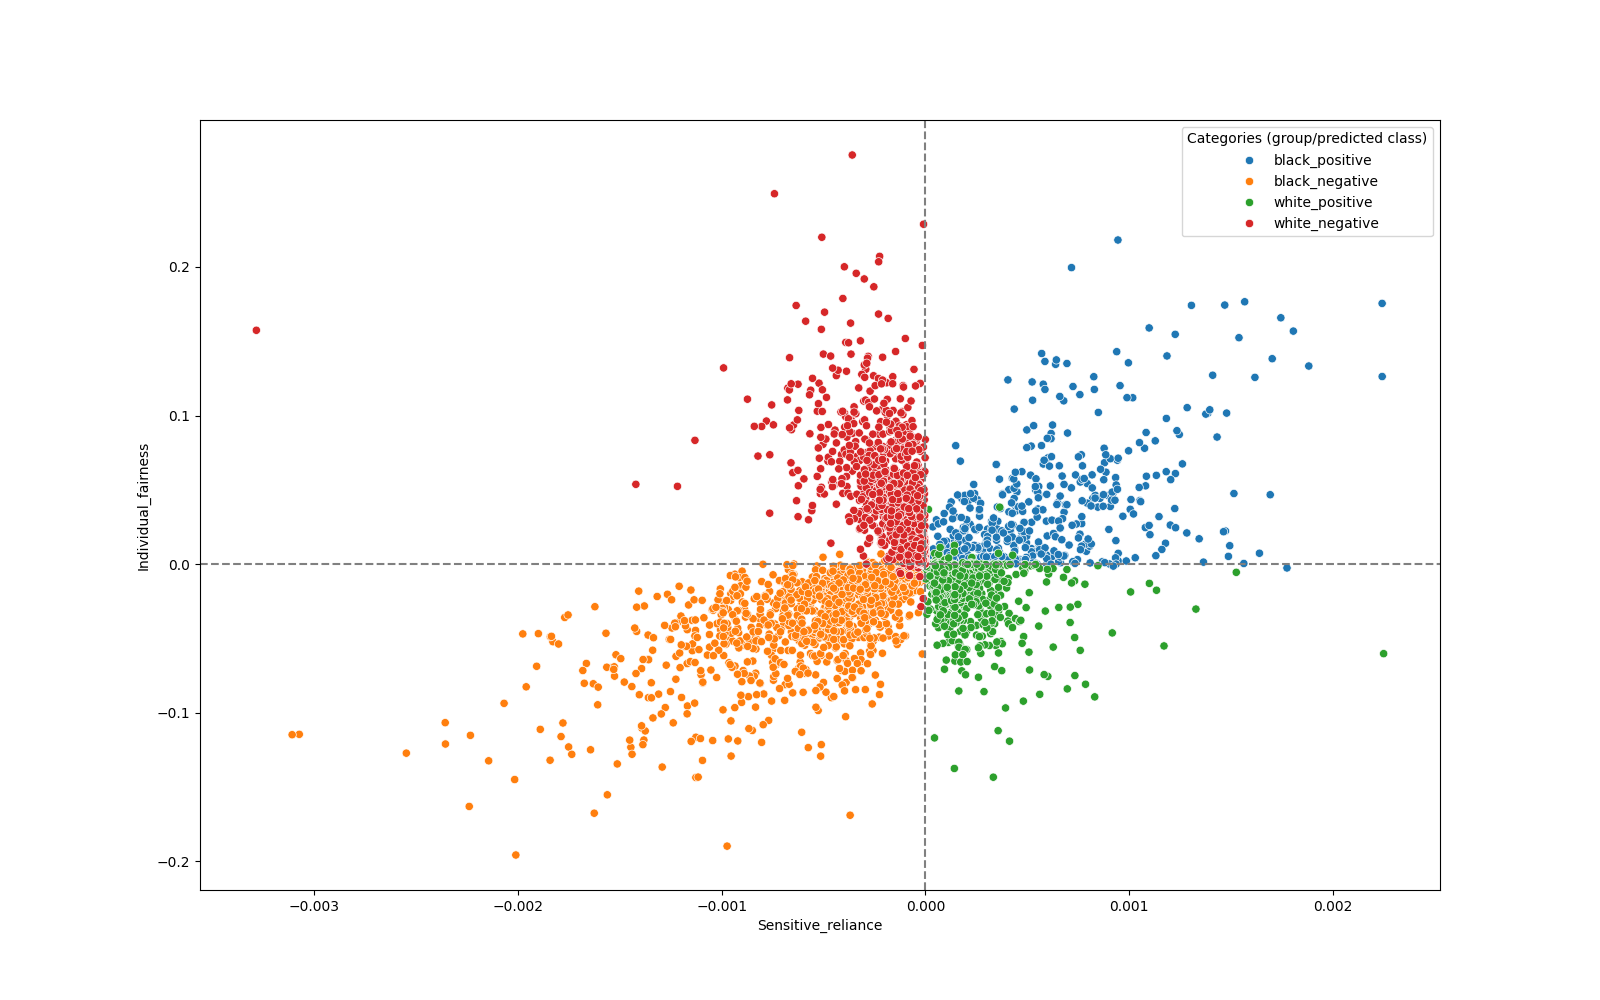 Categories (group/predicted class)
black_positive
black_negative
white_positive
white_negative
Individual_fairness
0.2
0.1
0.0
−0.1
−0.2
−0.003
−0.002
−0.001
0.000
0.001
0.002
Sensitive_reliance